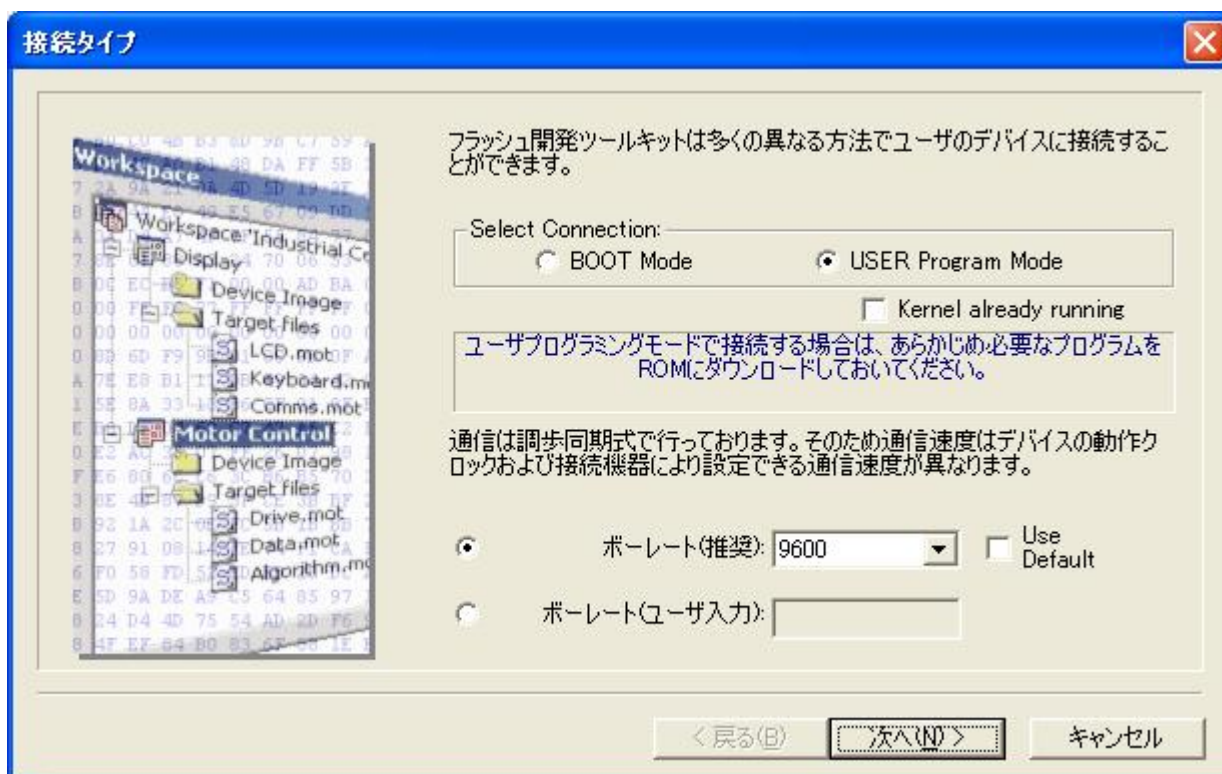 接続タイプ
フラッシュ開発ツールキットは多くの異なる方法でユーザのデバイスに接続するこ
とができます。
Select Connection:
BOOT Mode
USER Program Mode
Kernel already running
ユーザプログラミングモードで接続する場合は、あらかじめ必要なプログラムを
ROMにダウンロードしておいてください。
通信は調歩同期式で行っております。そのため通信速度はデバイスの動作ク
ロックおよび接続機器により設定できる通信速度が異なります。
ボーレート(推奨): 9600
Use
Default
ボーレート(ユーザ入力):
Workspace
Workspace 'Industrial Co
Display
Device Image
Target files
LCD.mot
Keyboard.mo
Comms.mot
Motor Control
Device Image
Target files
Drive.mot
Data.mot
Algorithm.mo
< 戻る(B)
次へ(N) >
キャンセル